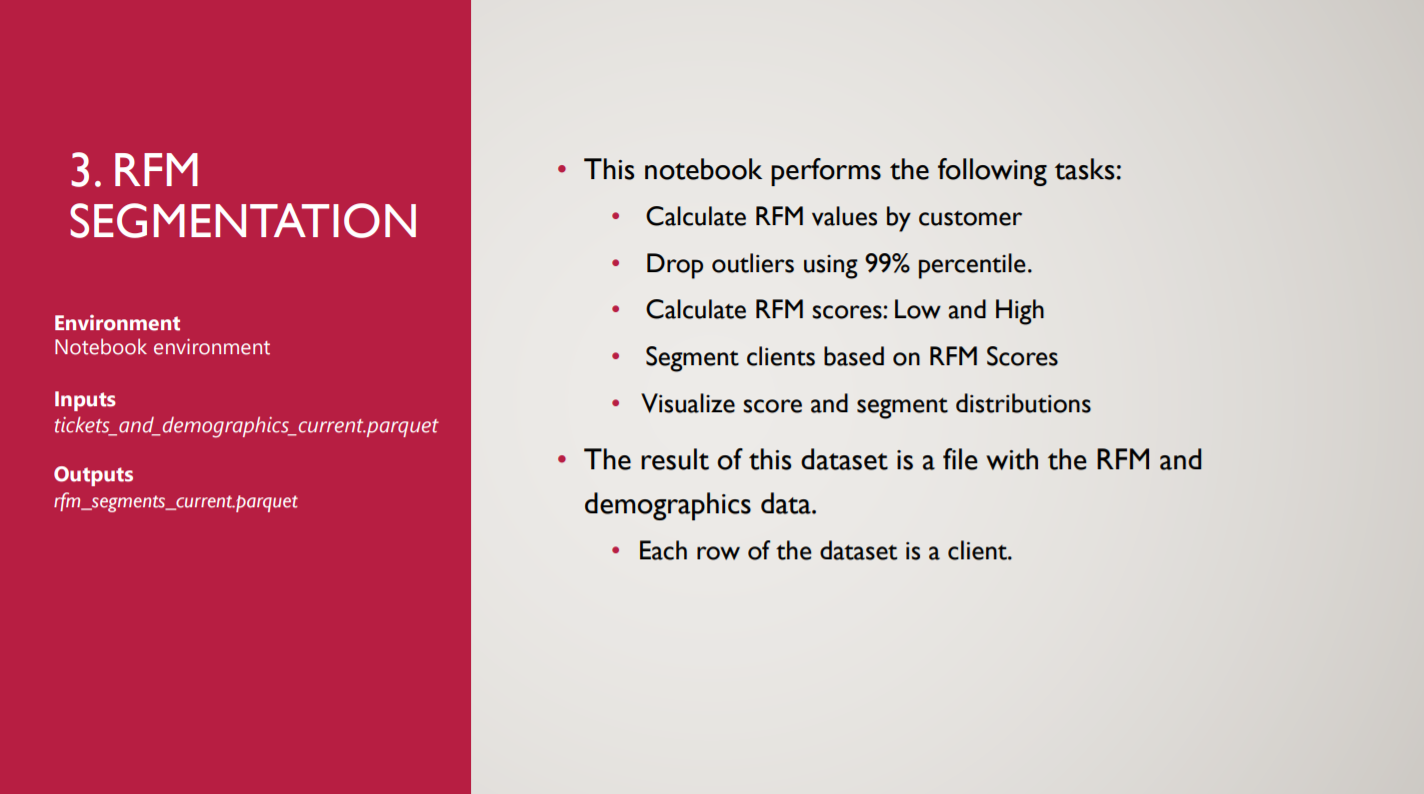 3. RFM
SEGMENTATION
Environment
Notebook environment
Inputs
tickets_and_demographics_current.parquet
Outputs
rfm_segments_current.parquet
• This notebook performs the following tasks:
• Calculate RFM values by customer
• Drop outliers using 99% percentile.
• Calculate RFM scores: Low and High
• Segment clients based on RFM Scores
• Visualize score and segment distributions
• The result of this dataset is a file with the RFM and
demographics data.
• Each row of the dataset is a client.